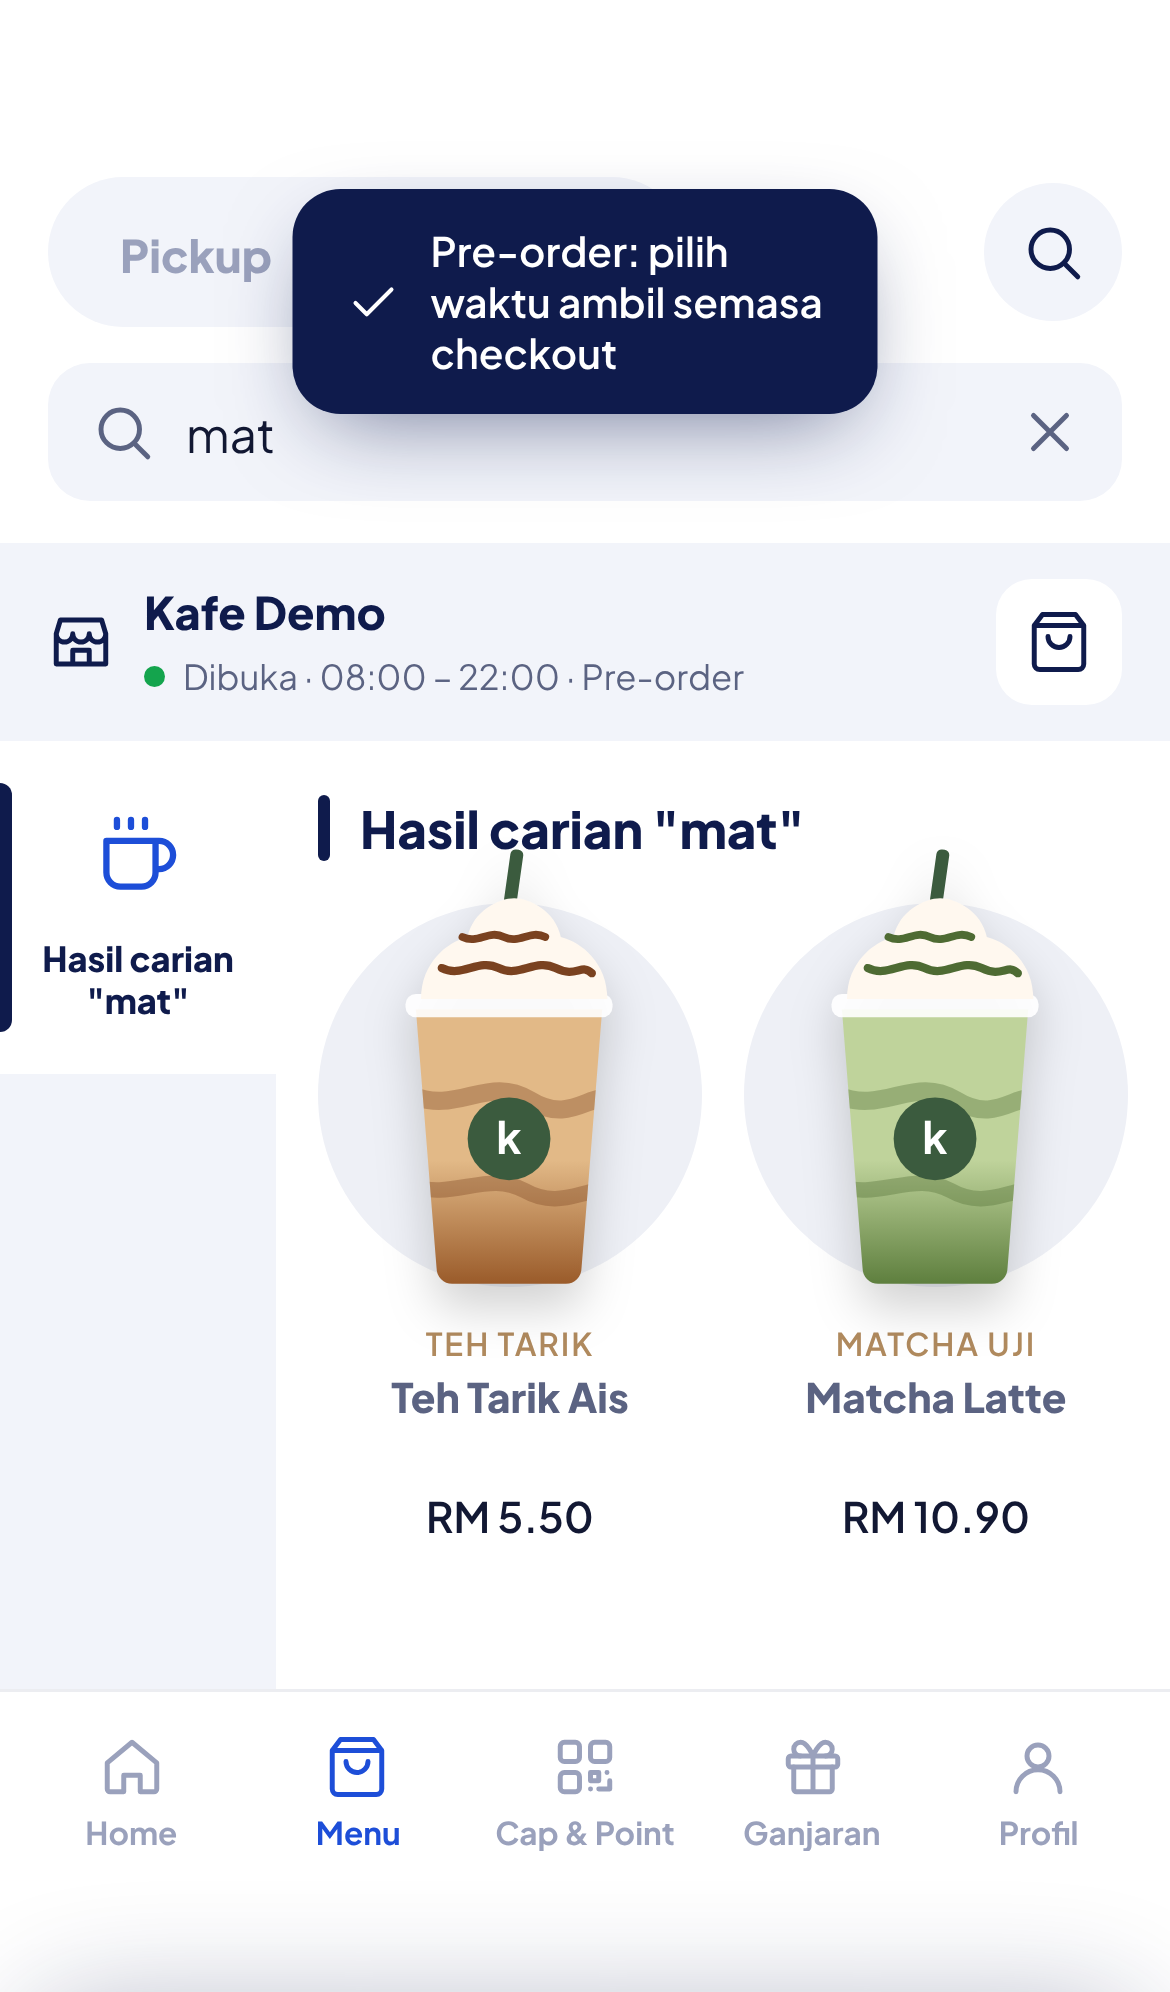 Pickup
Pre-order: pilih
waktu ambil semasa
checkout
mat
Kafe Demo
Dibuka · 08:00 – 22:00 · Pre-order
Hasil carian
"mat"
Hasil carian "mat"
k
k
TEH TARIK
Teh Tarik Ais
RM 5.50
MATCHA UJI
Matcha Latte
RM 10.90
Home
Menu
Cap & Point
Ganjaran
Profil